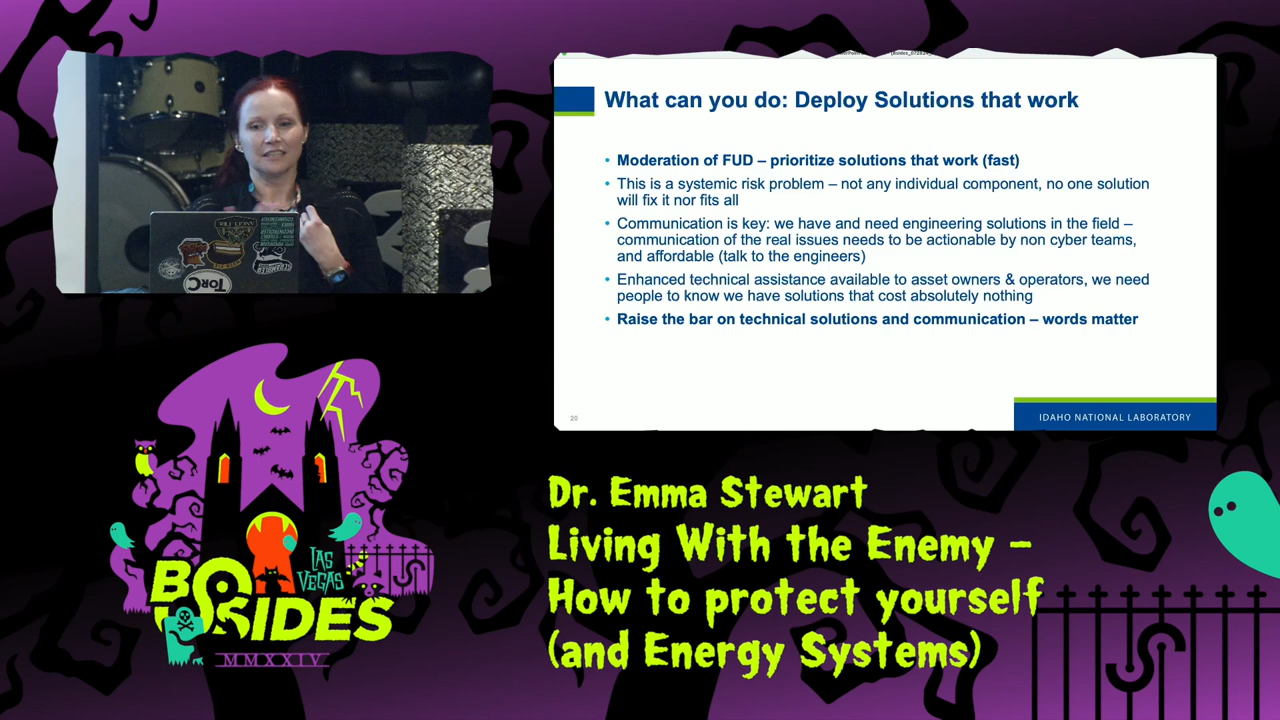 What can you do: Deploy Solutions that work
• Moderation of FUD – prioritize solutions that work (fast)
• This is a systemic risk problem – not any individual component, no one solution
will fix it nor fits all
• Communication is key: we have and need engineering solutions in the field –
communication of the real issues needs to be actionable by non cyber teams,
and affordable (talk to the engineers)
• Enhanced technical assistance available to asset owners & operators, we need
people to know we have solutions that cost absolutely nothing
• Raise the bar on technical solutions and communication – words matter
20
IDAHO NATIONAL LABORATORY
TorC
LAS
VEGAS
BSIDES
MMXXIV
Dr. Emma Stewart
Living With the Enemy –
How to protect yourself
(and Energy Systems)